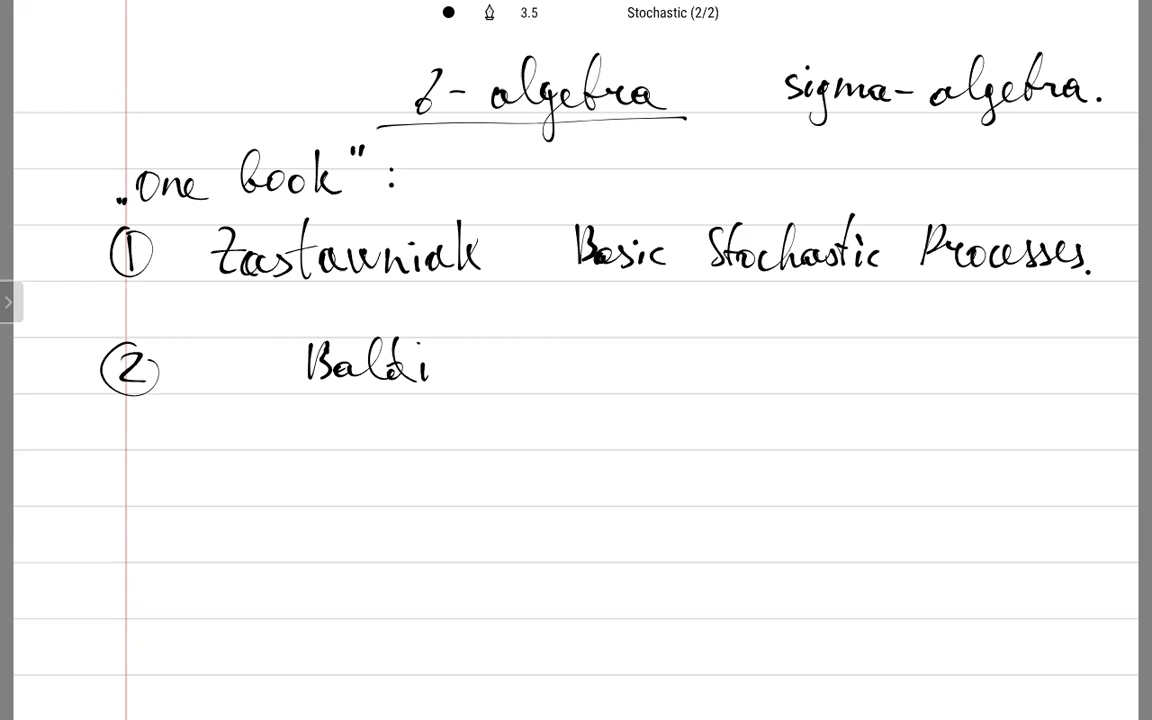 3.5 Stochastic (2/2)
σ-algebra sigma-algebra.
„one book" :
① Zastawniak Basic Stochastic Processes.
② Baldi